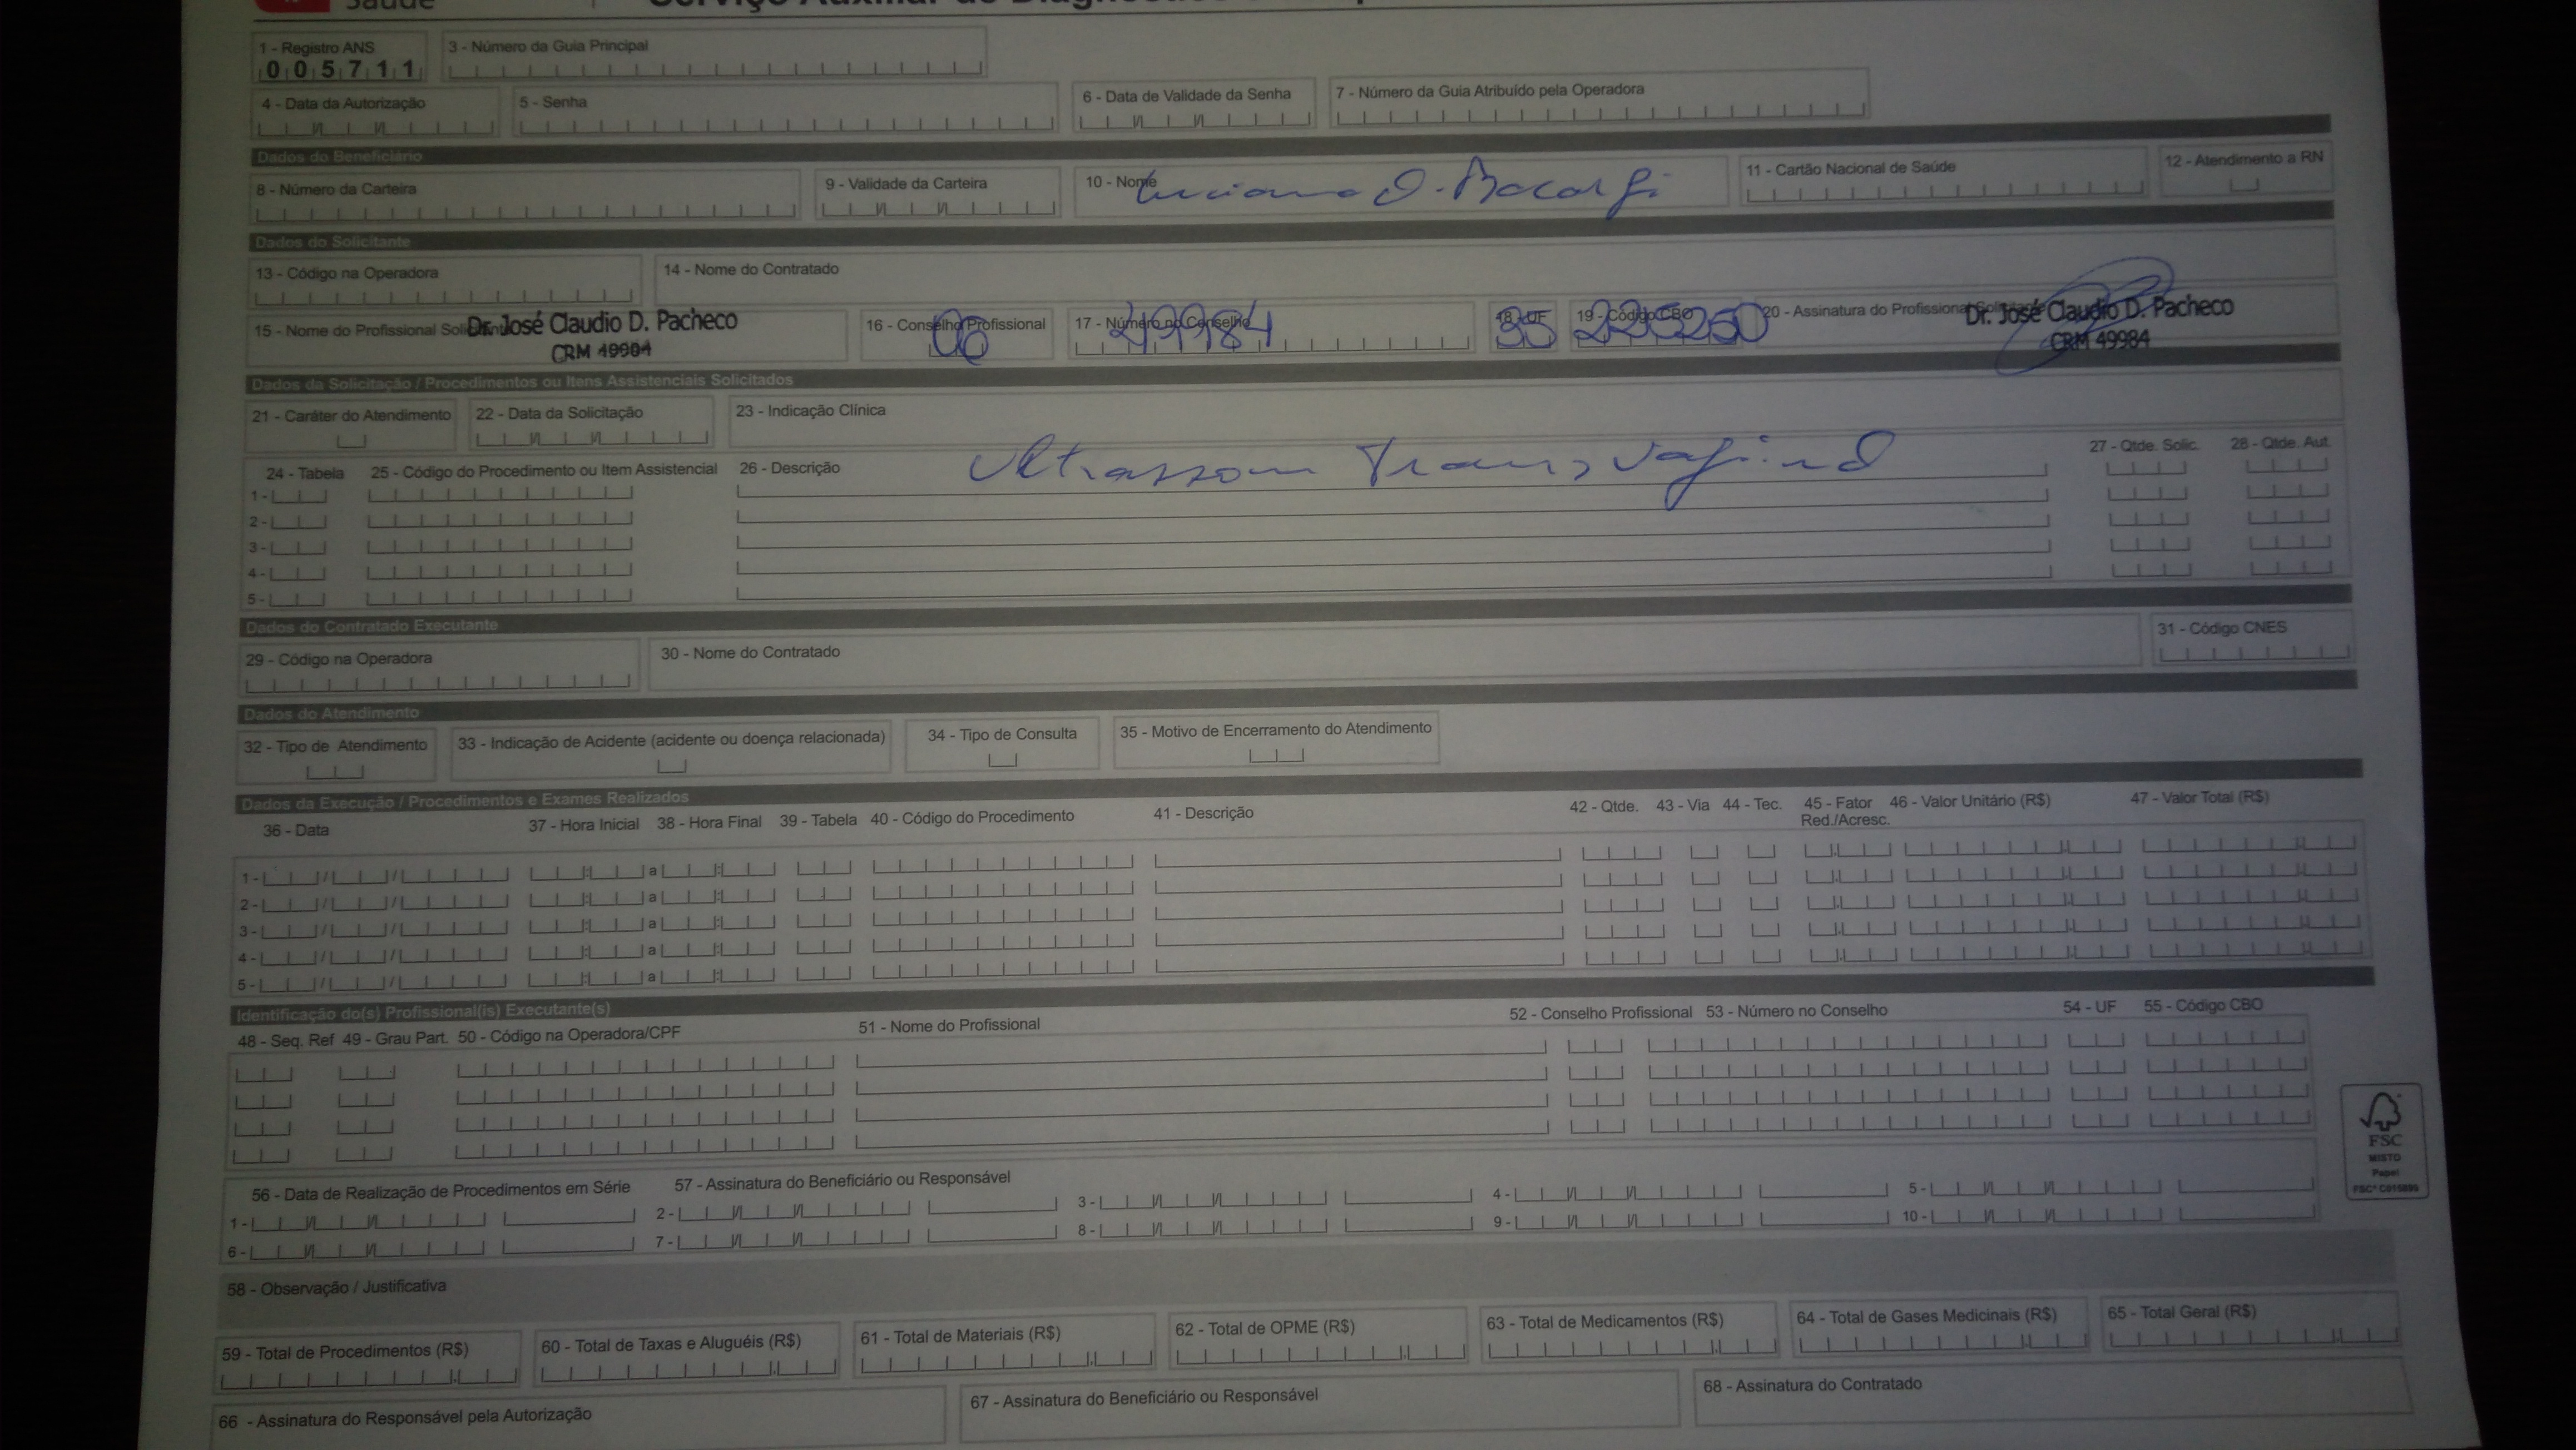 Saúde
1 - Registro ANS
005711
3 - Número da Guia Principal
4 - Data da Autorização
5 - Senha
6 - Data de Validade da Senha
7 - Número da Guia Atribuído pela Operadora
Dados do Beneficiário
8 - Número da Carteira
9 - Validade da Carteira
10 - Nome
11 - Cartão Nacional de Saúde
12 - Atendimento a RN
Dados do Solicitante
13 - Código na Operadora
14 - Nome do Contratado
15 - Nome do Profissional Solicitante
Dr. José Claudio D. Pacheco
CRM 49984
16 - Conselho Profissional
06
17 - Número no Conselho
49984
18 - UF
35
19 - Código CBO
225250
20 - Assinatura do Profissional Solicitante
Dr. José Claudio D. Pacheco
CRM 49984
Dados da Solicitação / Procedimentos ou Itens Assistenciais Solicitados
21 - Caráter do Atendimento
22 - Data da Solicitação
23 - Indicação Clínica
24 - Tabela
25 - Código do Procedimento ou Item Assistencial
26 - Descrição
Ultrassom Transvaginal
27 - Qtde. Solic.
28 - Qtde. Aut.
1 -
2 -
3 -
4 -
5 -
Dados do Contratado Executante
29 - Código na Operadora
30 - Nome do Contratado
31 - Código CNES
Dados do Atendimento
32 - Tipo de Atendimento
33 - Indicação de Acidente (acidente ou doença relacionada)
34 - Tipo de Consulta
35 - Motivo de Encerramento do Atendimento
Dados da Execução / Procedimentos e Exames Realizados
36 - Data
37 - Hora Inicial
38 - Hora Final
39 - Tabela
40 - Código do Procedimento
41 - Descrição
42 - Qtde.
43 - Via
44 - Tec.
45 - Fator Red./Acresc.
46 - Valor Unitário (R$)
47 - Valor Total (R$)
1 - / / a
2 - / / a
3 - / / a
4 - / / a
5 - / / a
Identificação do(s) Profissional(is) Executante(s)
48 - Seq. Ref
49 - Grau Part.
50 - Código na Operadora/CPF
51 - Nome do Profissional
52 - Conselho Profissional
53 - Número no Conselho
54 - UF
55 - Código CBO
FSC
MISTO
Papel
FSC® C015899
56 - Data de Realização de Procedimentos em Série
57 - Assinatura do Beneficiário ou Responsável
1 -
2 -
3 -
4 -
5 -
6 -
7 -
8 -
9 -
10 -
58 - Observação / Justificativa
59 - Total de Procedimentos (R$)
60 - Total de Taxas e Aluguéis (R$)
61 - Total de Materiais (R$)
62 - Total de OPME (R$)
63 - Total de Medicamentos (R$)
64 - Total de Gases Medicinais (R$)
65 - Total Geral (R$)
66 - Assinatura do Responsável pela Autorização
67 - Assinatura do Beneficiário ou Responsável
68 - Assinatura do Contratado